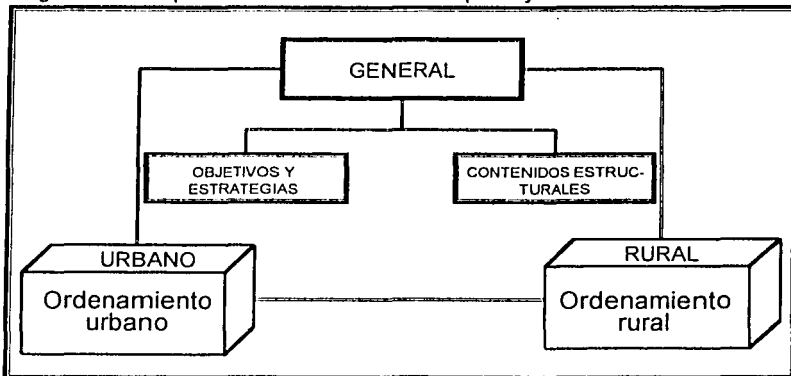 GENERAL
OBJETIVOS Y
ESTRATEGIAS
CONTENIDOS ESTRUC-
TURALES
URBANO
RURAL
Ordenamiento
urbano
Ordenamiento
rural